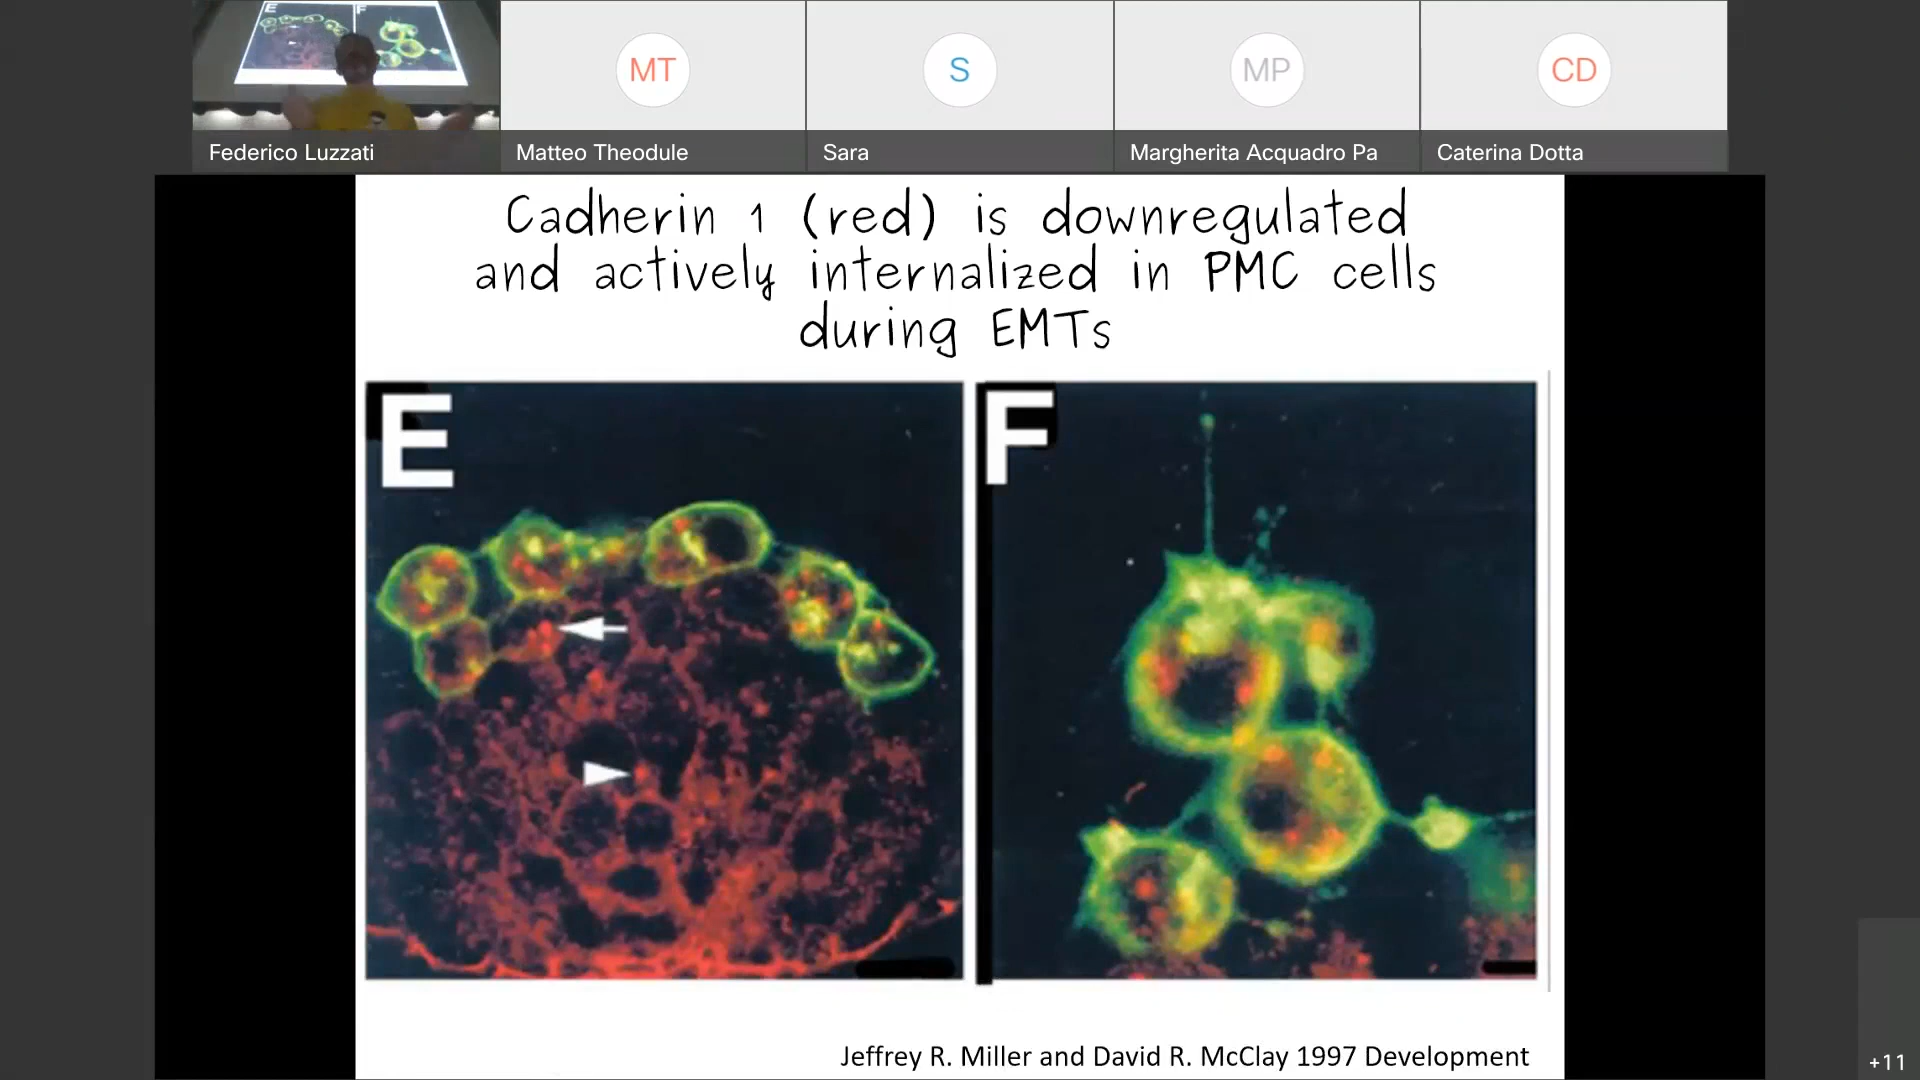 E F
MT
S
MP
CD
Federico Luzzati
Matteo Theodule
Sara
Margherita Acquadro Pa
Caterina Dotta
Cadherin 1 (red) is downregulated
and actively internalized in PMC cells
during EMTs
E
F
Jeffrey R. Miller and David R. McClay 1997 Development
+11